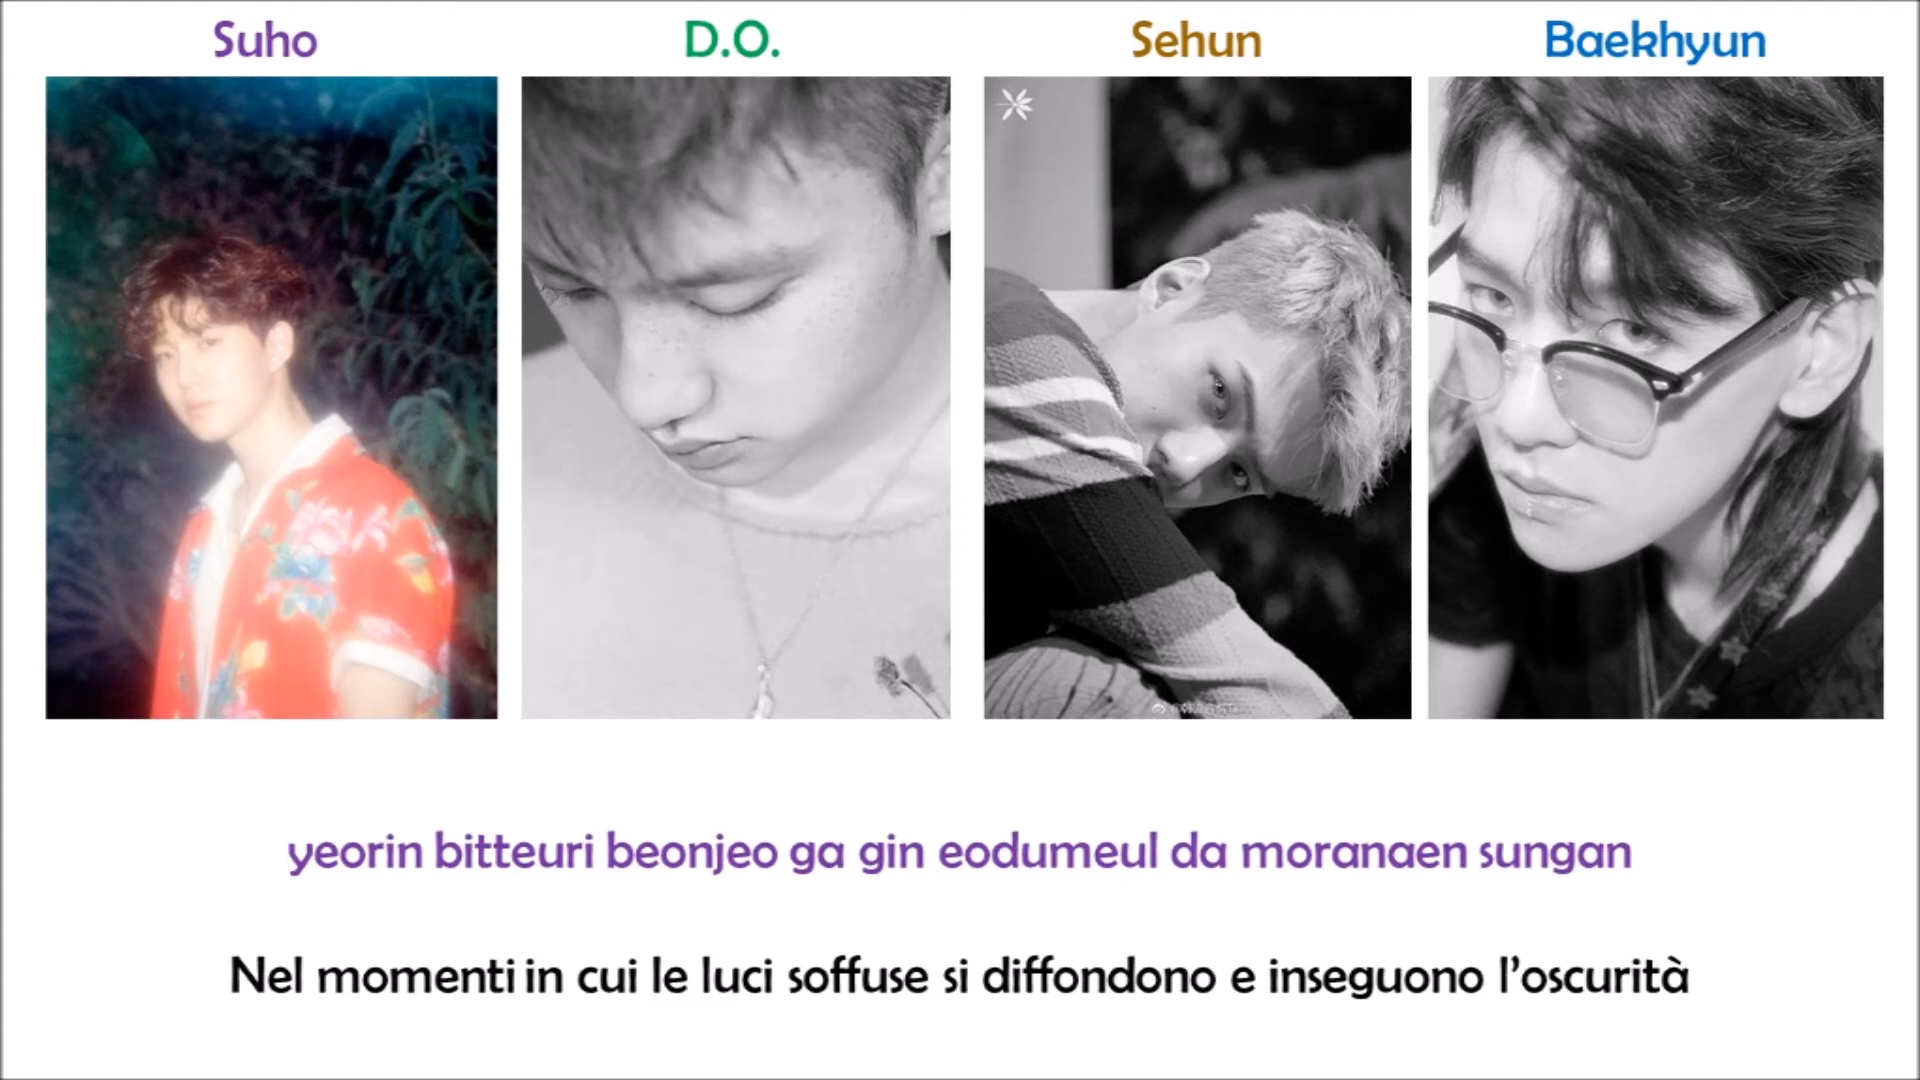 Suho
D.O.
Sehun
Baekhyun
yeorin bitteuri beonjeo ga gin eodumeul da moranaen sungan
Nel momenti in cui le luci soffuse si diffondono e inseguono l’oscurità